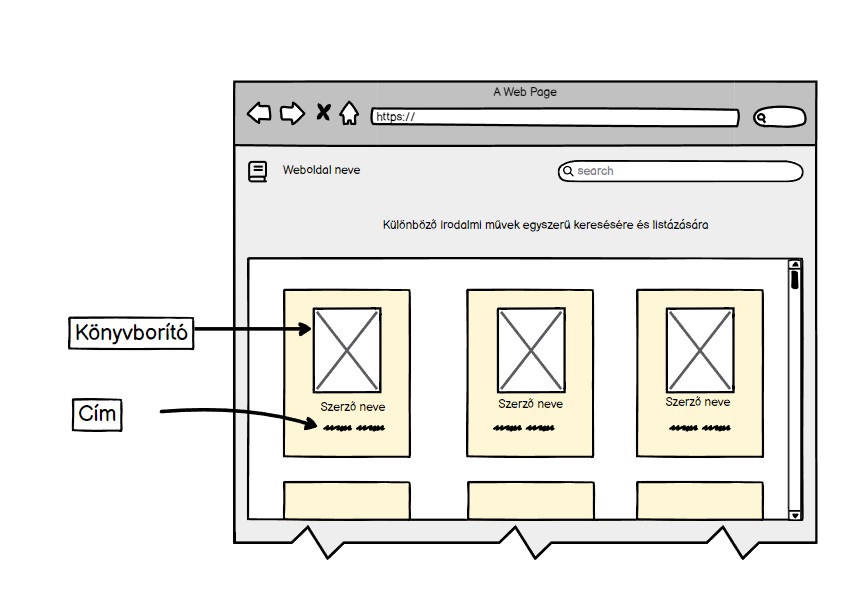 A Web Page
https://
Weboldal neve
search
Különböző irodalmi művek egyszerű keresésére és listázására
Könyvborító
Cím
Szerző neve
Szerző neve
Szerző neve